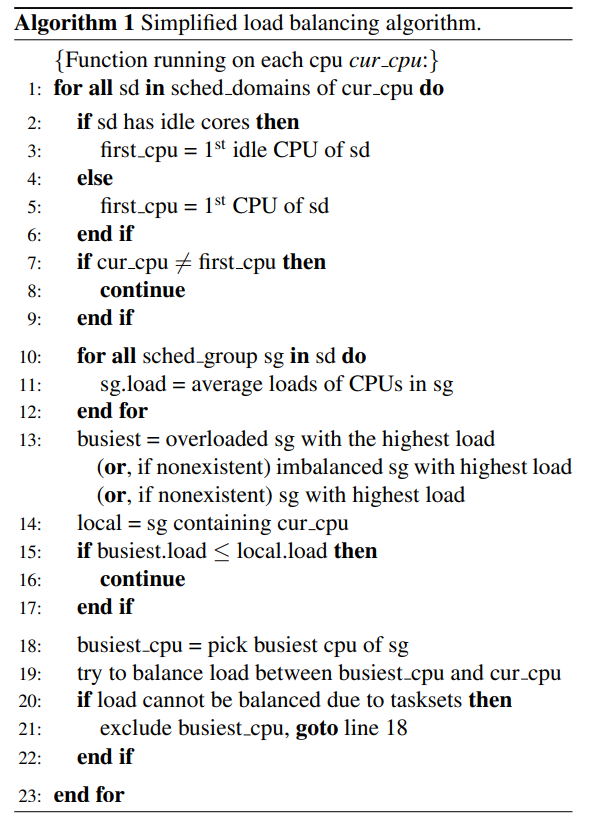 Algorithm 1 Simplified load balancing algorithm.
{Function running on each cpu cur_cpu:}
1: for all sd in sched_domains of cur_cpu do
2: if sd has idle cores then
3: first_cpu = 1st idle CPU of sd
4: else
5: first_cpu = 1st CPU of sd
6: end if
7: if cur_cpu ≠ first_cpu then
8: continue
9: end if
10: for all sched_group sg in sd do
11: sg.load = average loads of CPUs in sg
12: end for
13: busiest = overloaded sg with the highest load
(or, if nonexistent) imbalanced sg with highest load
(or, if nonexistent) sg with highest load
14: local = sg containing cur_cpu
15: if busiest.load ≤ local.load then
16: continue
17: end if
18: busiest_cpu = pick busiest cpu of sg
19: try to balance load between busiest_cpu and cur_cpu
20: if load cannot be balanced due to tasksets then
21: exclude busiest_cpu, goto line 18
22: end if
23: end for